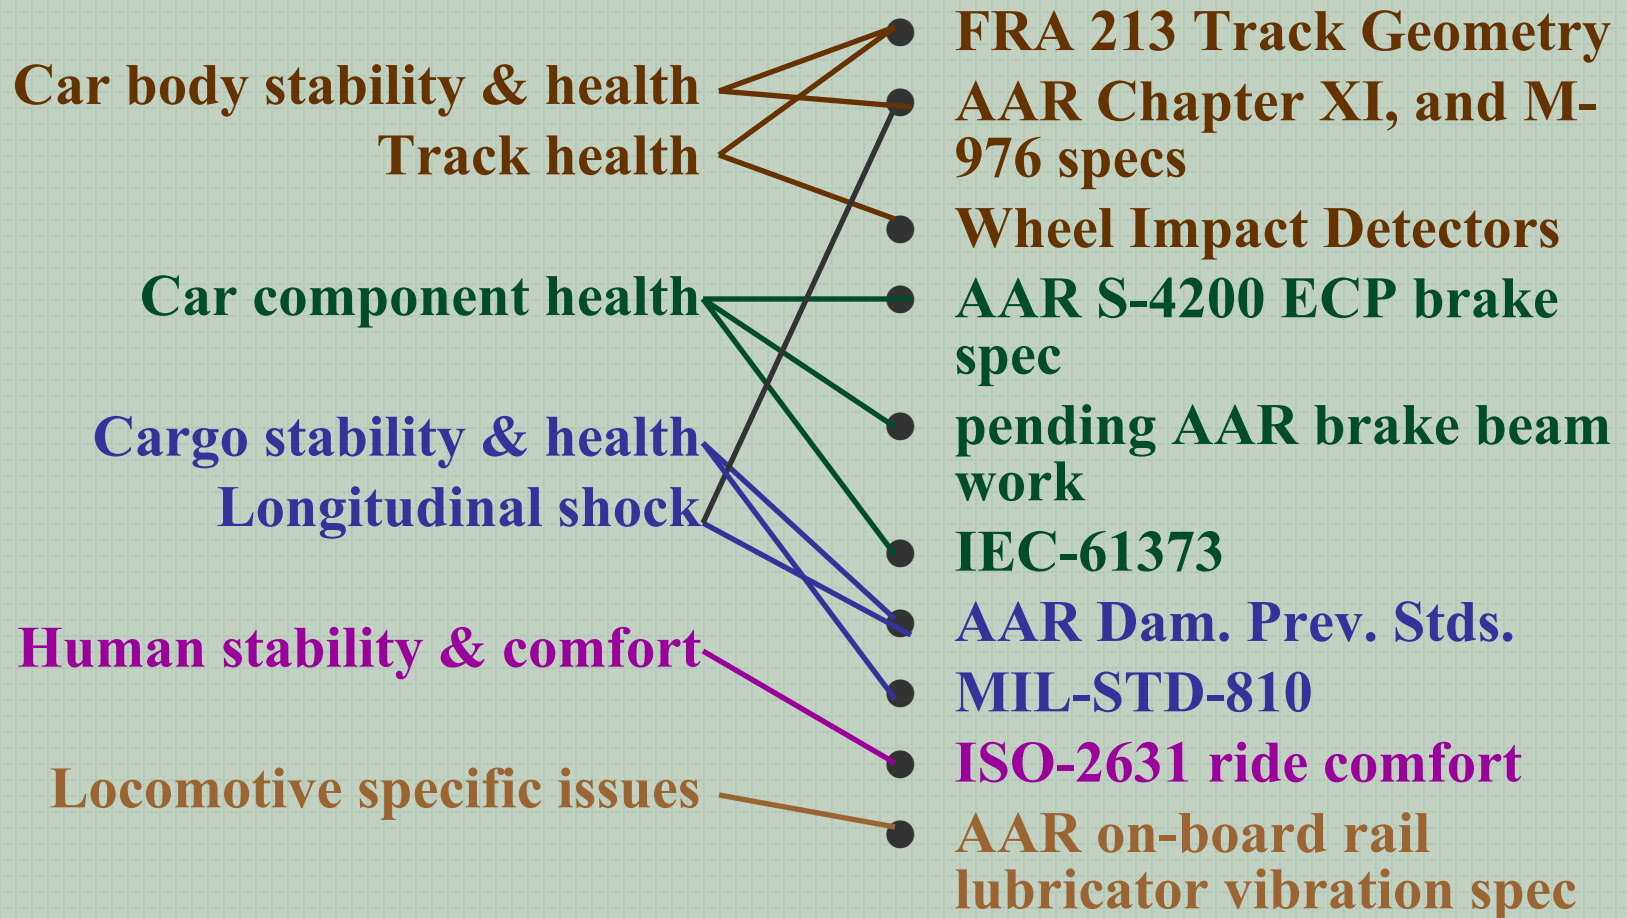 Car body stability & health
Track health
Car component health
Cargo stability & health
Longitudinal shock
Human stability & comfort
Locomotive specific issues
FRA 213 Track Geometry
AAR Chapter XI, and M-
976 specs
Wheel Impact Detectors
AAR S-4200 ECP brake
spec
pending AAR brake beam
work
IEC-61373
AAR Dam. Prev. Stds.
MIL-STD-810
ISO-2631 ride comfort
AAR on-board rail
lubricator vibration spec